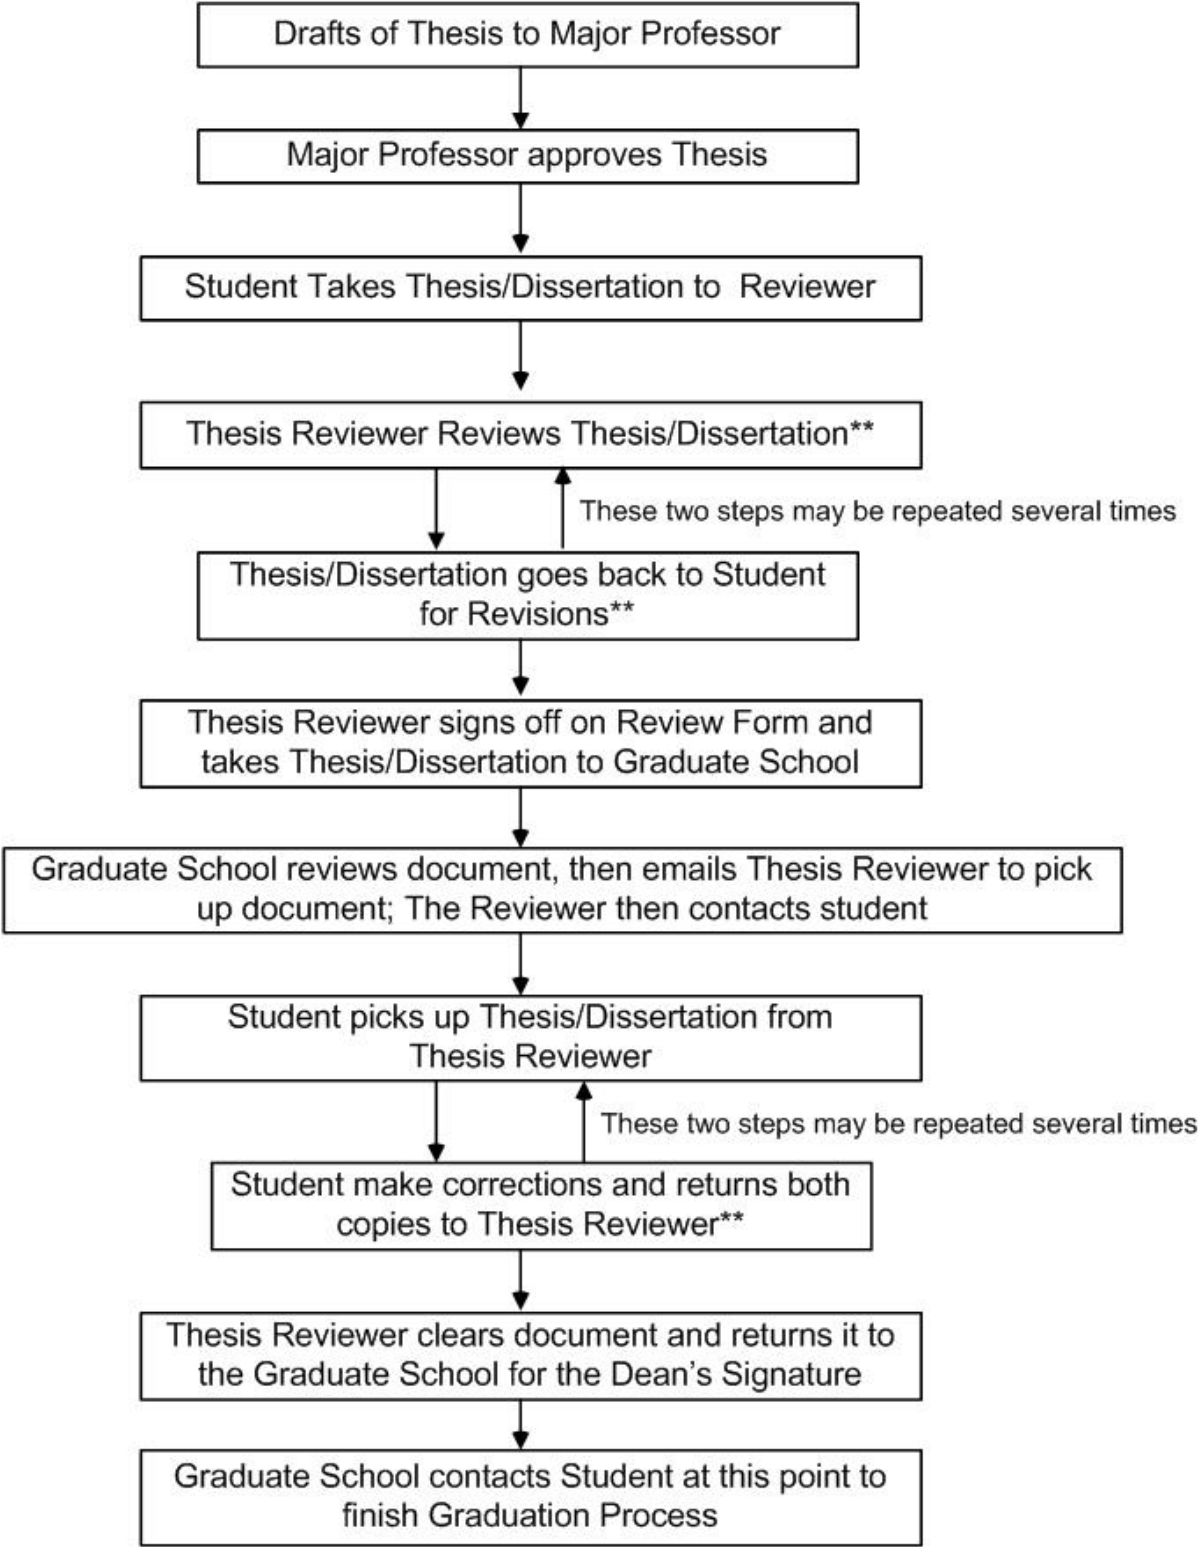 Drafts of Thesis to Major Professor
Major Professor approves Thesis
Student Takes Thesis/Dissertation to Reviewer
Thesis Reviewer Reviews Thesis/Dissertation**
These two steps may be repeated several times
Thesis/Dissertation goes back to Student
for Revisions**
Thesis Reviewer signs off on Review Form and
takes Thesis/Dissertation to Graduate School
Graduate School reviews document, then emails Thesis Reviewer to pick
up document; The Reviewer then contacts student
Student picks up Thesis/Dissertation from
Thesis Reviewer
These two steps may be repeated several times
Student make corrections and returns both
copies to Thesis Reviewer**
Thesis Reviewer clears document and returns it to
the Graduate School for the Dean’s Signature
Graduate School contacts Student at this point to
finish Graduation Process